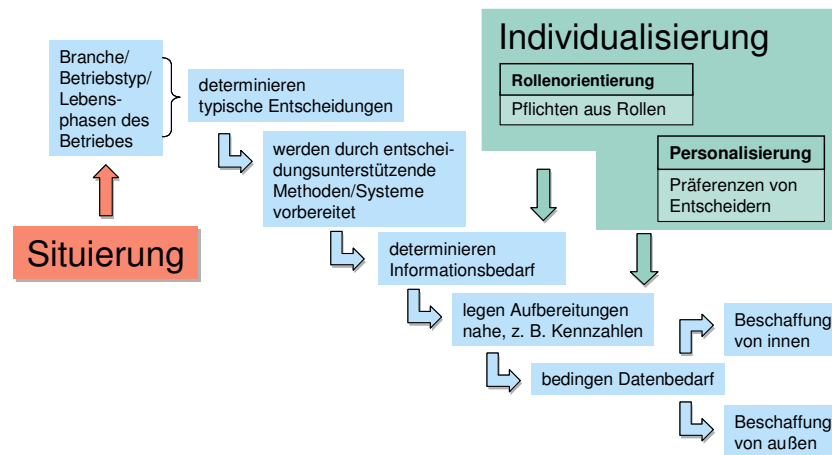 Branche/
Betriebstyp/
Lebens-
phasen des
Betriebes
Situierung
determinieren
typische Entscheidungen
werden durch entschei-
dungsunterstützende
Methoden/Systeme
vorbereitet
determinieren
Informationsbedarf
legen Aufbereitungen
nahe, z. B. Kennzahlen
bedingen Datenbedarf
Beschaffung
von innen
Beschaffung
von außen
Individualisierung
Rollenorientierung
Pflichten aus Rollen
Personalisierung
Präferenzen von
Entscheidern